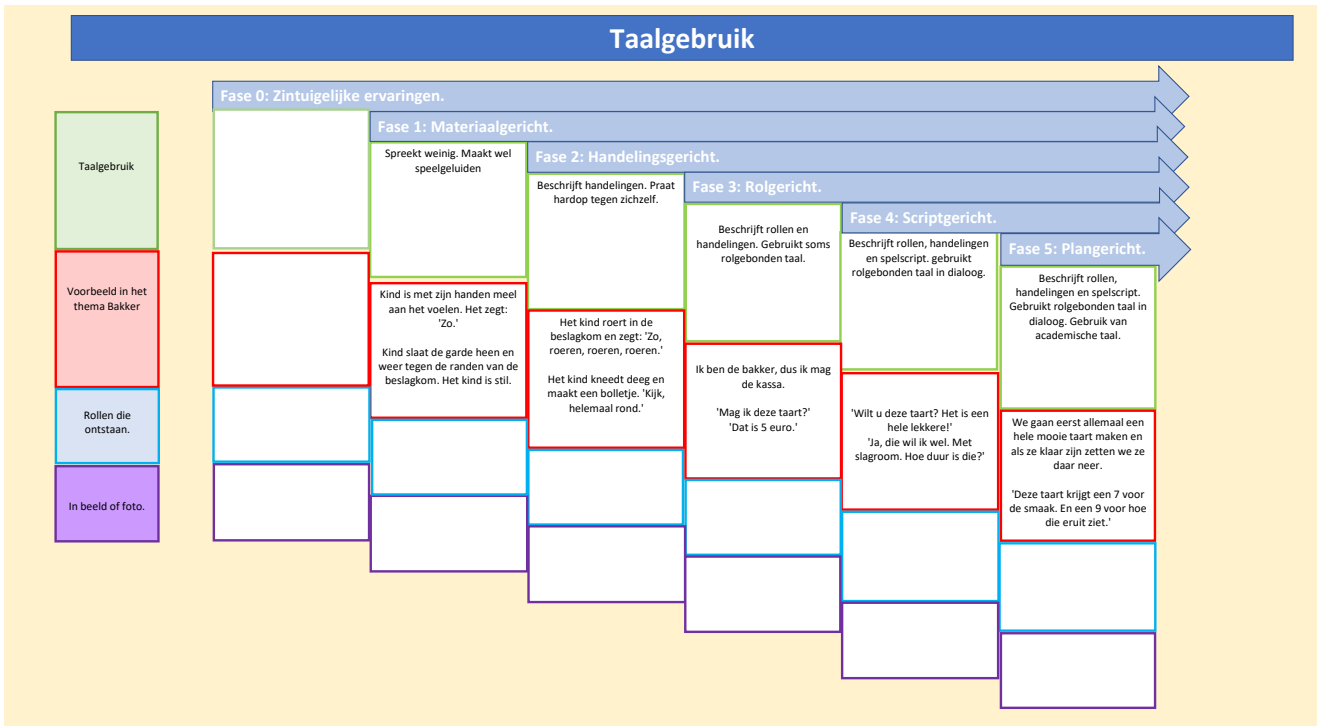 Taalgebruik
Fase 0: Zintuigelijke ervaringen.
Fase 1: Materiaalgericht.
Fase 2: Handelingsgericht.
Fase 3: Rolgericht.
Fase 4: Scriptgericht.
Fase 5: Plangericht.
Taalgebruik
Spreekt weinig. Maakt wel
speelgeluiden
Beschrijft handelingen. Praat
hardop tegen zichzelf.
Beschrijft rollen en
handelingen. Gebruikt soms
rolgebonden taal.
Beschrijft rollen, handelingen
en spelscript. gebruikt
rolgebonden taal in dialoog.
Beschrijft rollen,
handelingen en spelscript.
Gebruikt rolgebonden taal in
dialoog. Gebruik van
academische taal.
Voorbeeld in het
thema Bakker
Kind is met zijn handen meel
aan het voelen. Het zegt:
'Zo.'
Kind slaat de garde heen en
weer tegen de randen van de
beslagkom. Het kind is stil.
Het kind roert in de
beslagkom en zegt: 'Zo,
roeren, roeren, roeren.'
Het kind kneedt deeg en
maakt een bolletje. 'Kijk,
helemaal rond.'
Ik ben de bakker, dus ik mag
de kassa.
'Mag ik deze taart?'
'Dat is 5 euro.'
'Wilt u deze taart? Het is een
hele lekkere!'
'Ja, die wil ik wel. Met
slagroom. Hoe duur is die?'
We gaan eerst allemaal een
hele mooie taart maken en
als ze klaar zijn zetten we ze
daar neer.
'Deze taart krijgt een 7 voor
de smaak. En een 9 voor hoe
die eruit ziet.'
Rollen die
ontstaan.
In beeld of foto.